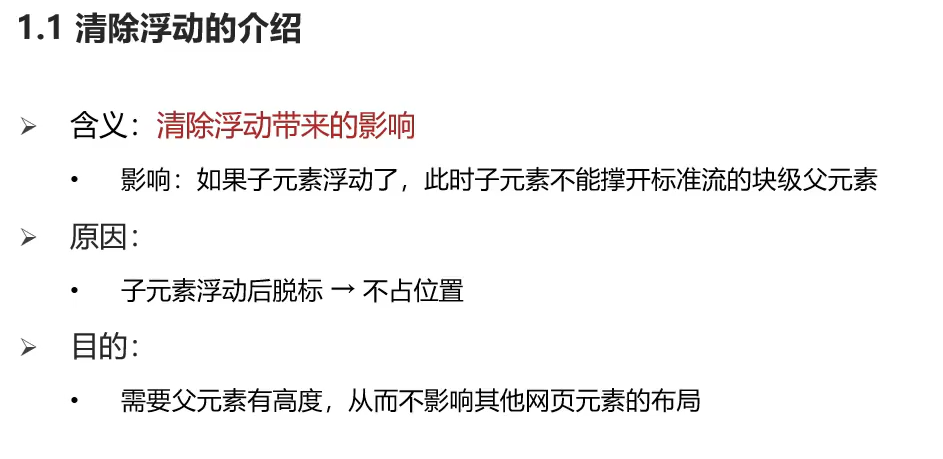 1.1 清除浮动的介绍
➢ 含义：清除浮动带来的影响
• 影响：如果子元素浮动了，此时子元素不能撑开标准流的块级父元素
➢ 原因：
• 子元素浮动后脱标 → 不占位置
➢ 目的：
• 需要父元素有高度，从而不影响其他网页元素的布局